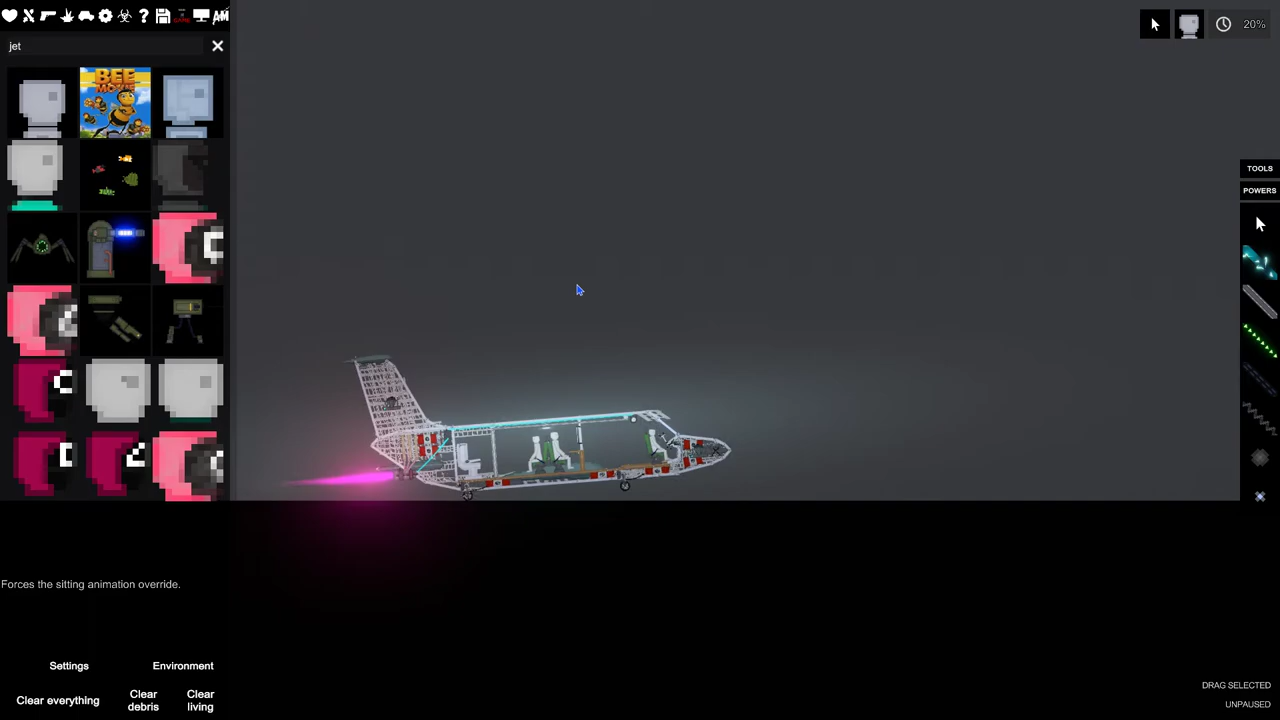 AM
20%
jet
BEE
MOVIE
TOOLS
POWERS
Forces the sitting animation override.
Settings
Environment
Clear everything
Clear
debris
Clear
living
DRAG SELECTED
UNPAUSED